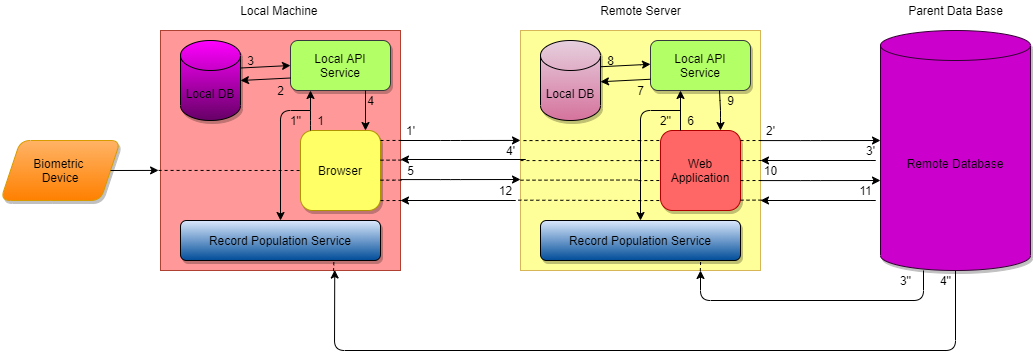 Local Machine
Remote Server
Parent Data Base
Local DB
3
2
Local API
Service
4
1"
1
Biometric
Device
Browser
Record Population Service
1'
4'
5
12
Local DB
8
7
Local API
Service
9
2"
6
Web
Application
Record Population Service
2'
3'
10
11
Remote Database
3"
4"